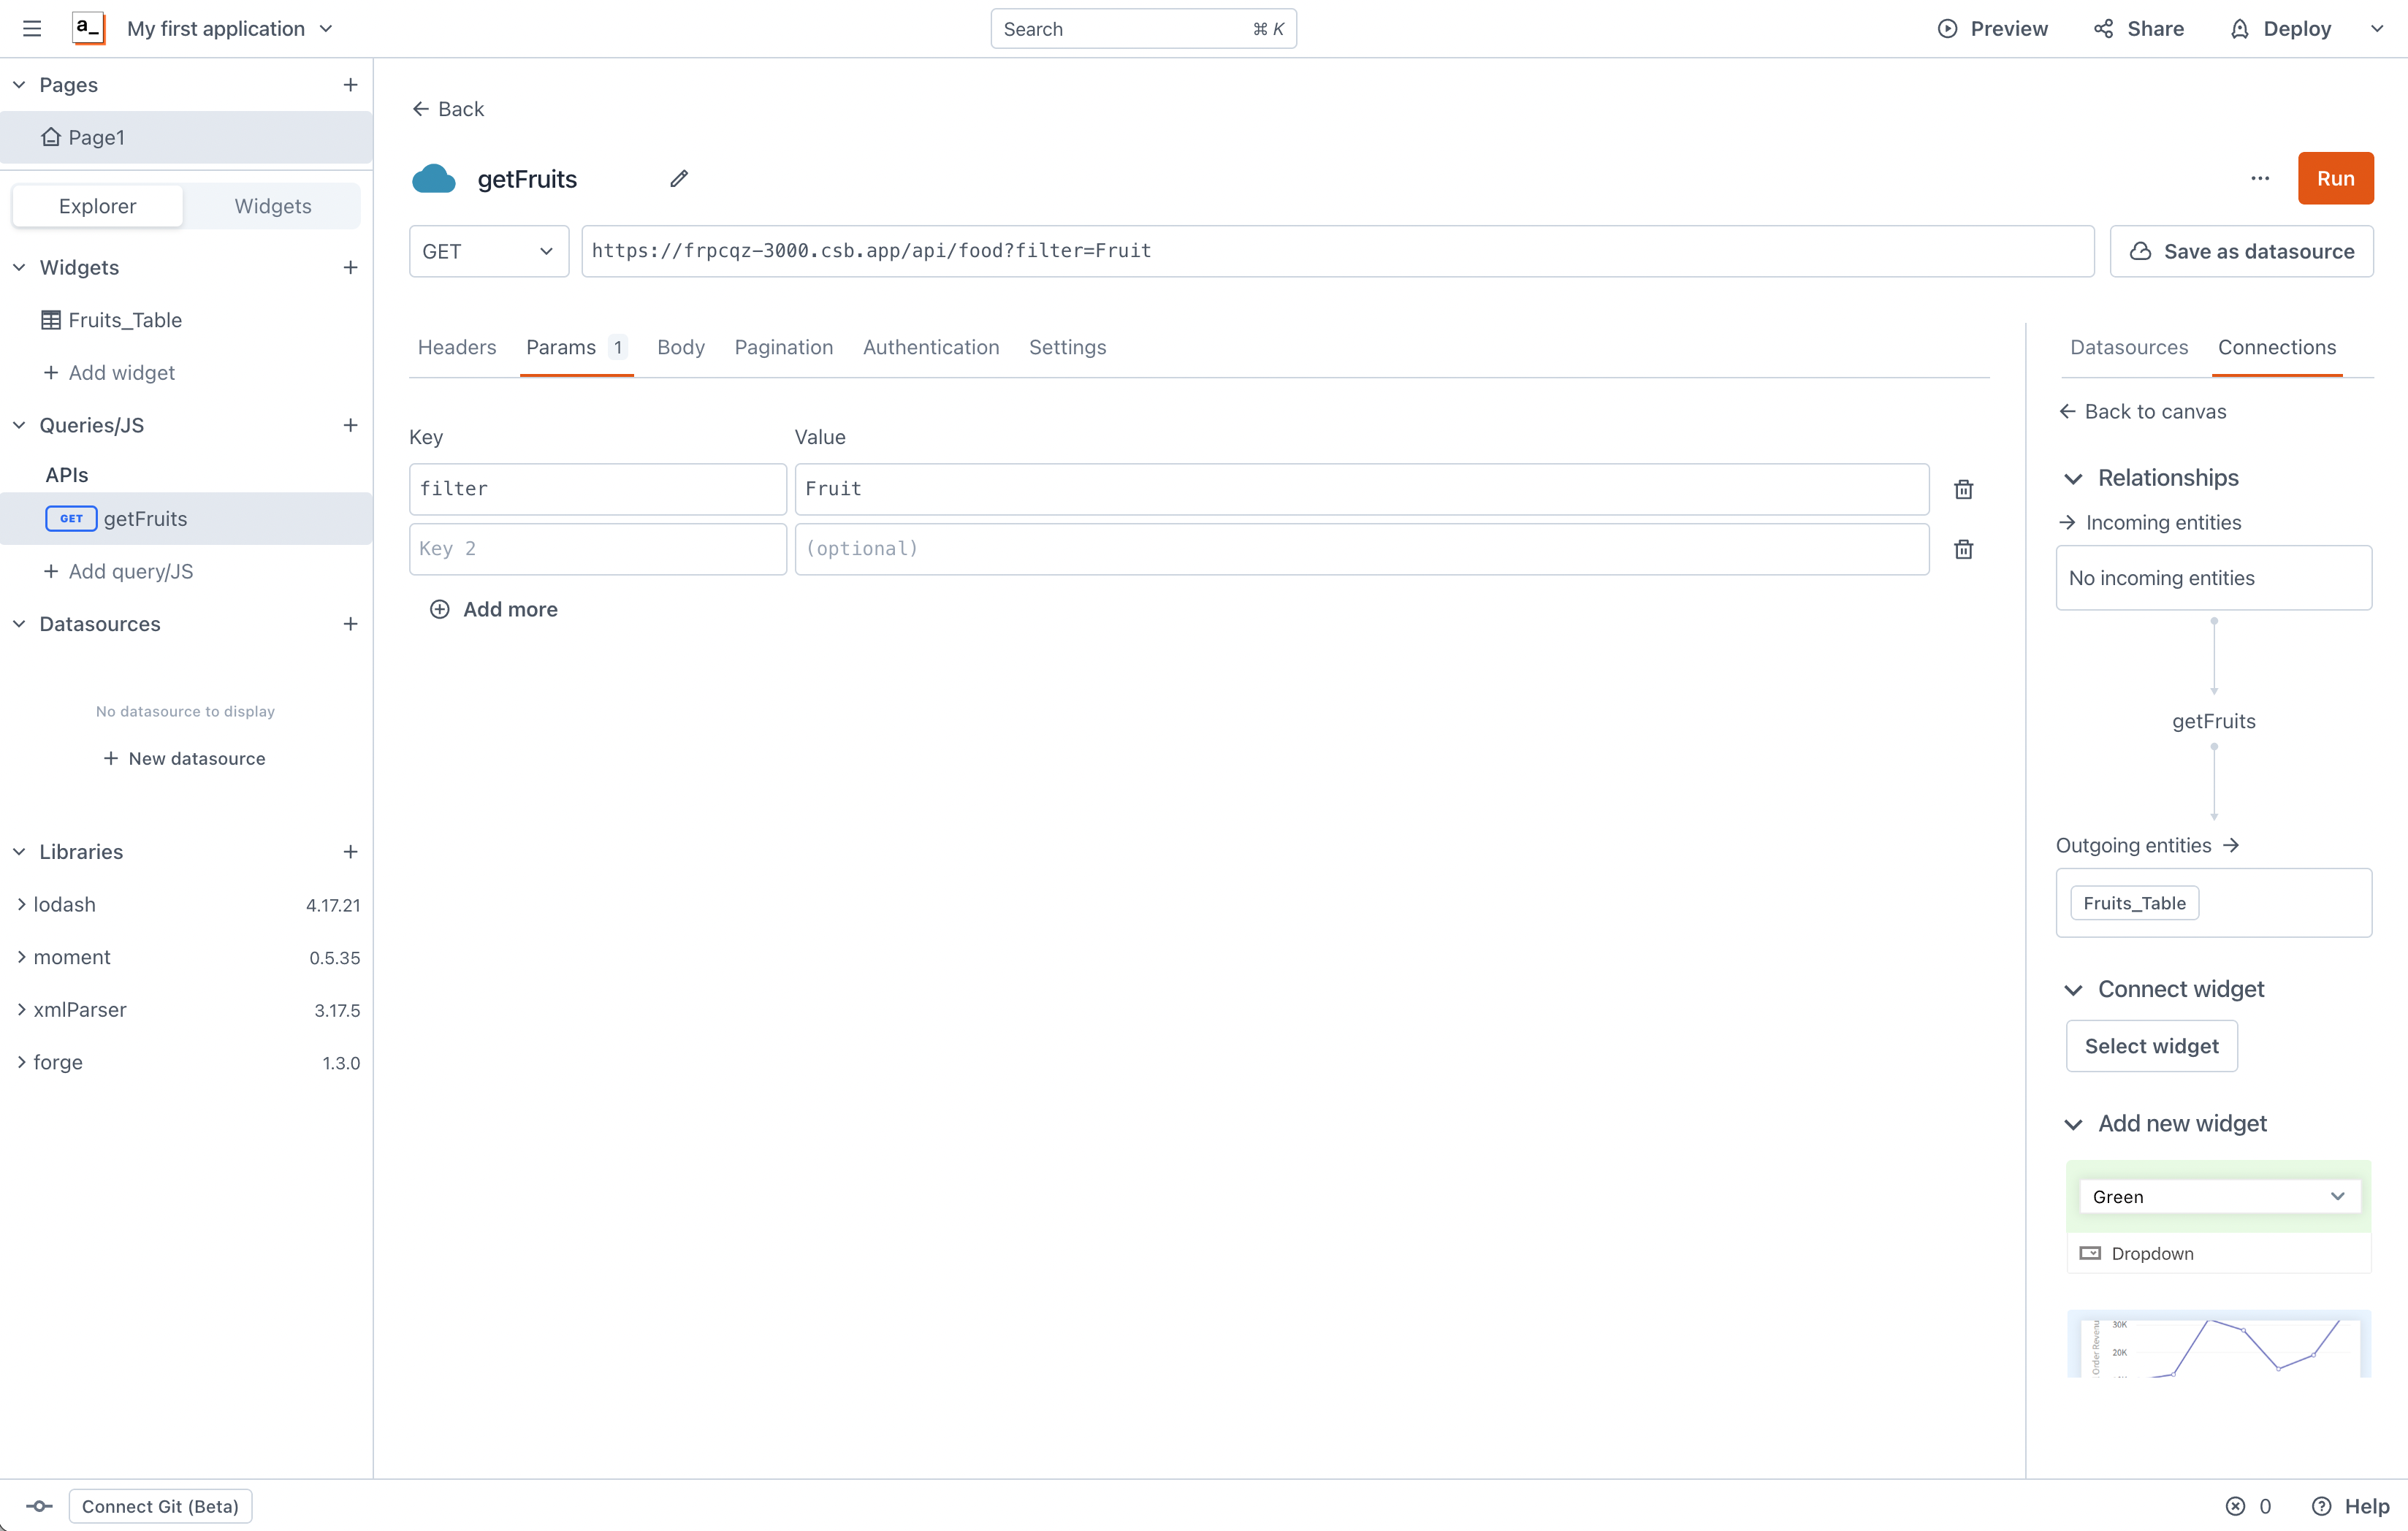 a_ My first application
Search ⌘ K
Preview
Share
Deploy
Pages
Page1
Explorer
Widgets
Widgets
Fruits_Table
Add widget
Queries/JS
APIs
GET getFruits
Add query/JS
Datasources
No datasource to display
New datasource
Libraries
lodash 4.17.21
moment 0.5.35
xmlParser 3.17.5
forge 1.3.0
Back
getFruits
Run
GET
https://frpcqz-3000.csb.app/api/food?filter=Fruit
Save as datasource
Headers Params 1 Body Pagination Authentication Settings
Key Value
filter Fruit
Key 2 (optional)
Add more
Datasources Connections
Back to canvas
Relationships
Incoming entities
No incoming entities
getFruits
Outgoing entities
Fruits_Table
Connect widget
Select widget
Add new widget
Green
Dropdown
30K
20K
Order Revenu
Connect Git (Beta)
0
Help